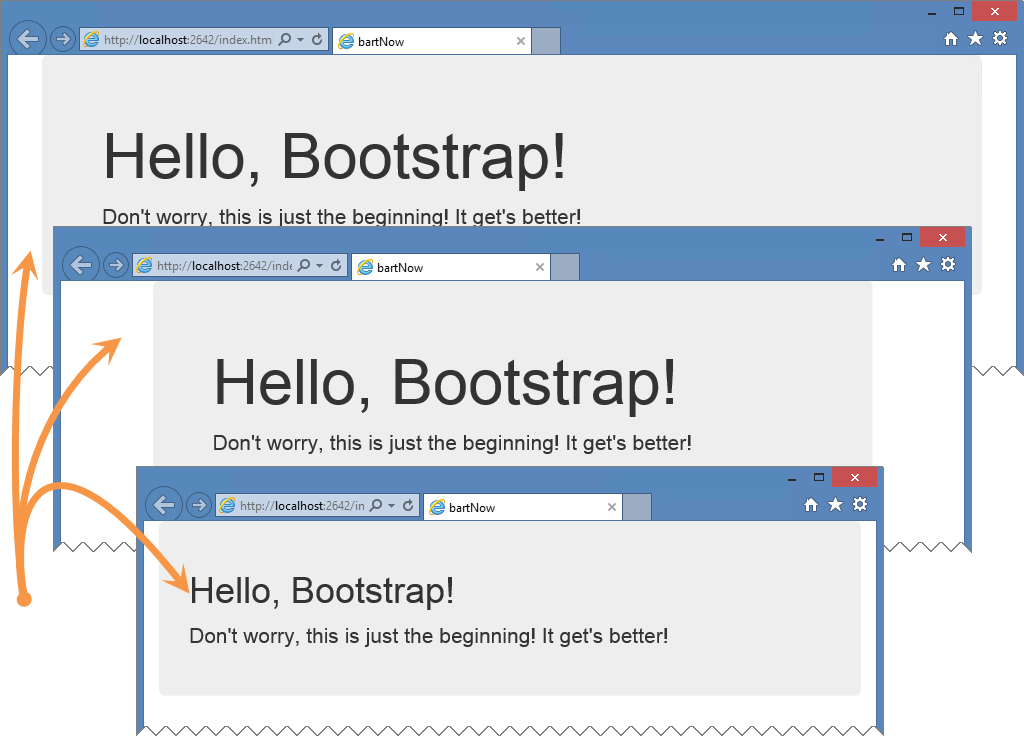 http://localhost:2642/index.htm
bartNow
Hello, Bootstrap!
Don't worry, this is just the beginning! It get's better!
http://localhost:2642/inde
bartNow
Hello, Bootstrap!
Don't worry, this is just the beginning! It get's better!
http://localhost:2642/in
bartNow
Hello, Bootstrap!
Don't worry, this is just the beginning! It get's better!